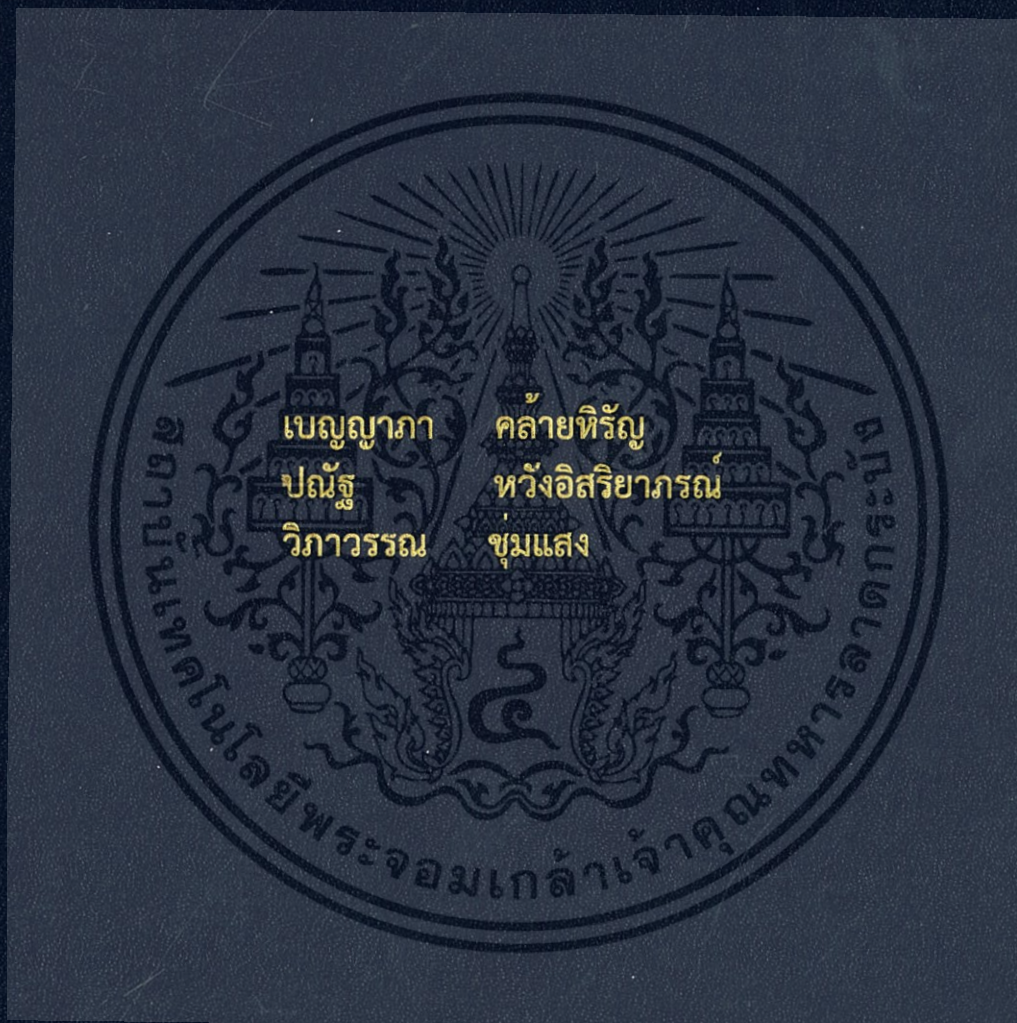 เบญญาภา คล้ายหิรัญ
ปณัฐ หวังอิสริยาภรณ์
วิภาวรรณ ชุ่มแสง
๔
สถาบันเทคโนโลยีพระจอมเกล้าเจ้าคุณทหารลาดกระบัง